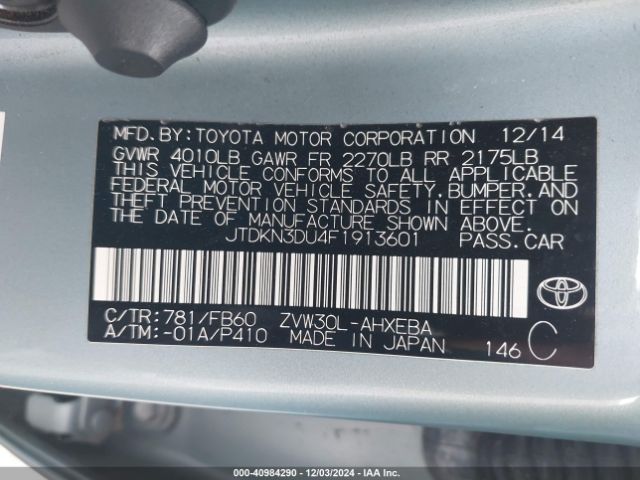 MFD.BY:TOYOTA MOTOR CORPORATION 12/14
GVWR 4010LB GAWR FR 2270LB RR 2175LB
THIS VEHICLE CONFORMS TO ALL APPLICABLE
FEDERAL MOTOR VEHICLE SAFETY,BUMPER,AND
THEFT PREVENTION STANDARDS IN EFFECT ON
THE DATE OF MANUFACTURE SHOWN ABOVE.
JTDKN3DU4F1913601 PASS.CAR
C/TR:781/FB60 ZVW30L-AHXEBA
A/TM:-01A/P410 MADE IN JAPAN 146 C
000-40984290 - 12/03/2024 - IAAI.COM